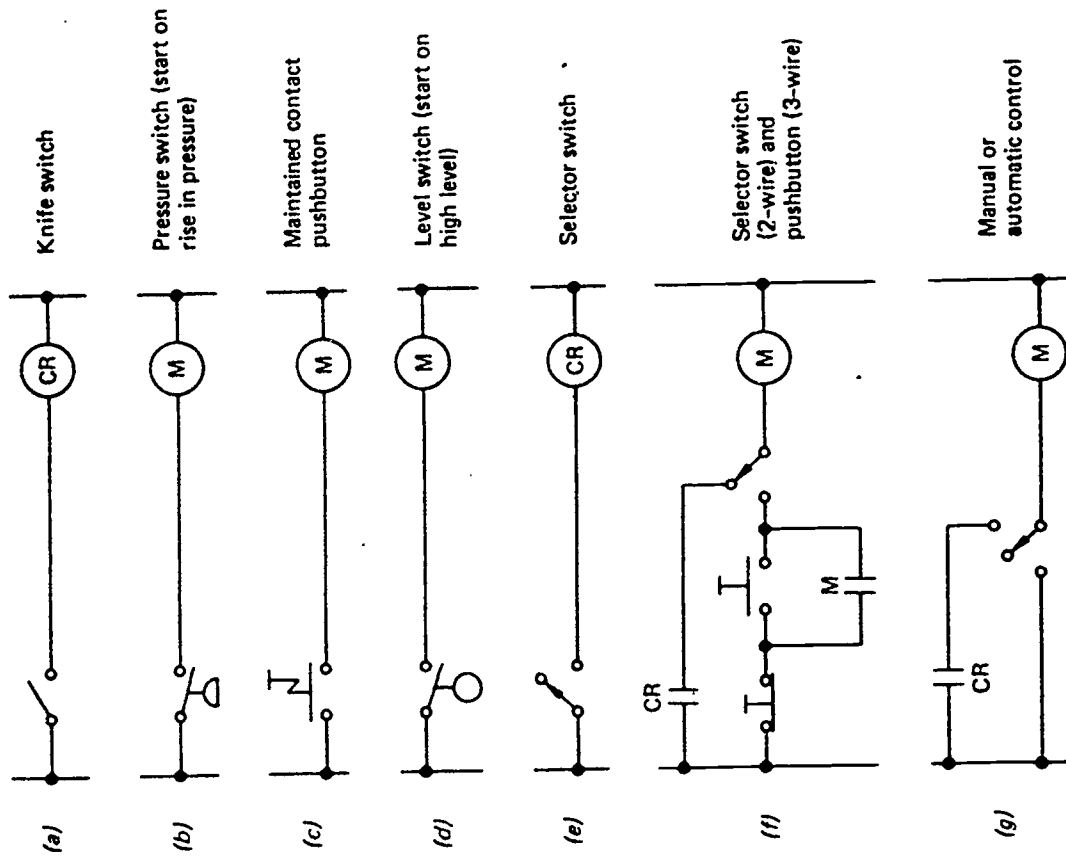 (a)
CR
Knife switch
(b)
M
Pressure switch (start on
rise in pressure)
(c)
M
Maintained contact
pushbutton
(d)
M
Level switch (start on
high level)
(e)
CR
Selector switch
(f)
CR
M
M
Selector switch
(2-wire) and
pushbutton (3-wire)
(g)
CR
M
Manual or
automatic control